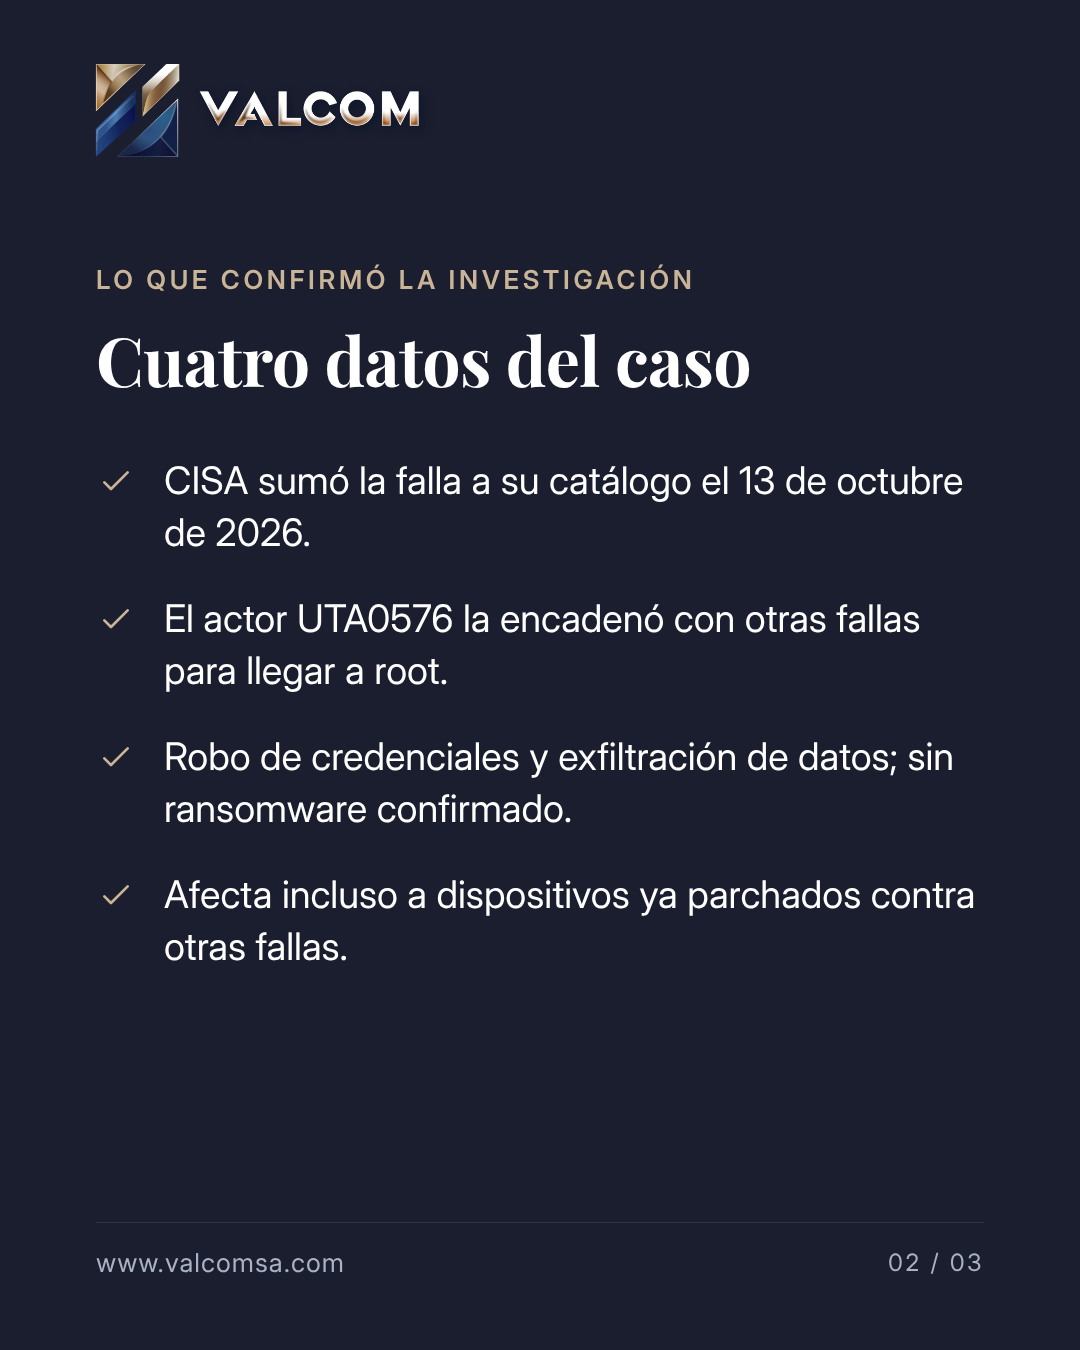 VALCOM
LO QUE CONFIRMÓ LA INVESTIGACIÓN
Cuatro datos del caso
CISA sumó la falla a su catálogo el 13 de octubre
de 2026.
El actor UTA0576 la encadenó con otras fallas
para llegar a root.
Robo de credenciales y exfiltración de datos; sin
ransomware confirmado.
Afecta incluso a dispositivos ya parchados contra
otras fallas.
www.valcomsa.com
02 / 03